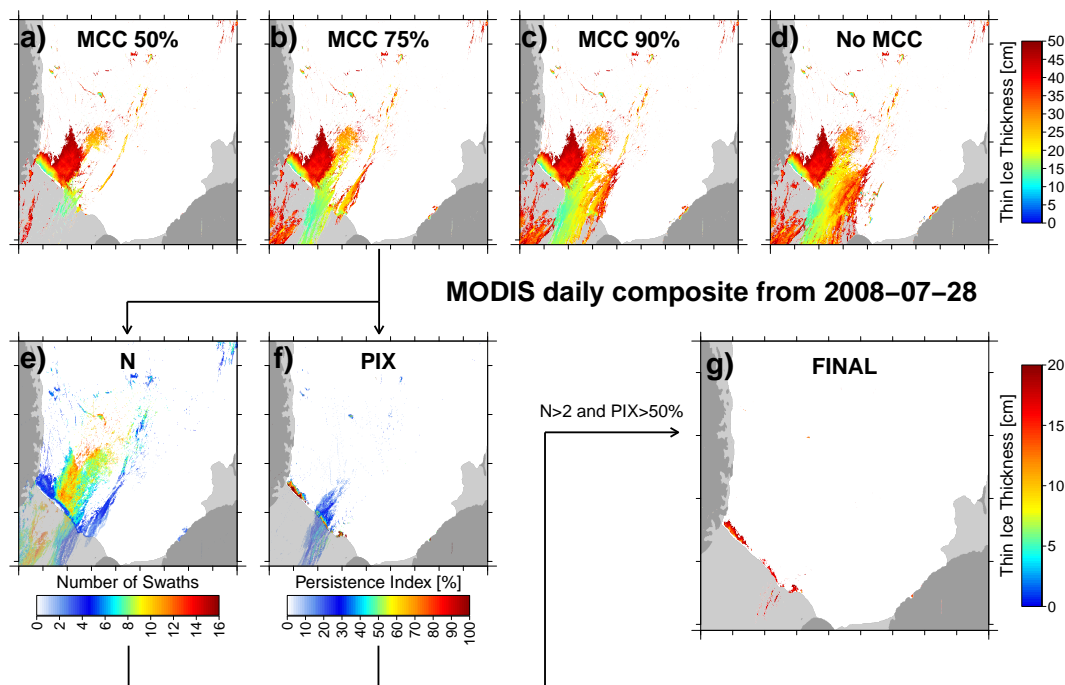 a) MCC 50%
b) MCC 75%
c) MCC 90%
d) No MCC
50
45
40
35
30
25
20
15
10
5
0
Thin Ice Thickness [cm]
MODIS daily composite from 2008−07−28
e) N
f) PIX
N>2 and PIX>50%
g) FINAL
20
15
10
5
0
Thin Ice Thickness [cm]
Number of Swaths
0 2 4 6 8 10 12 14 16
Persistence Index [%]
0 10 20 30 40 50 60 70 80 90 100